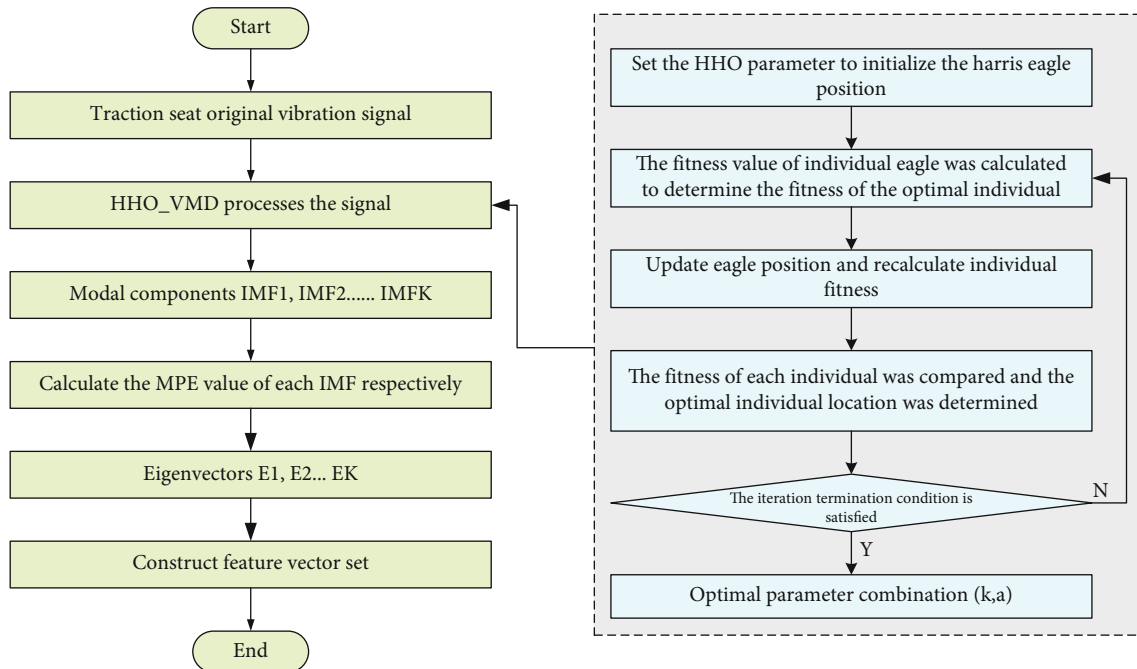 Start
Traction seat original vibration signal
HHO_VMD processes the signal
Modal components IMF1, IMF2...... IMFK
Calculate the MPE value of each IMF respectively
Eigenvectors E1, E2... EK
Construct feature vector set
End
Set the HHO parameter to initialize the harris eagle
position
The fitness value of individual eagle was calculated
to determine the fitness of the optimal individual
Update eagle position and recalculate individual
fitness
The fitness of each individual was compared and the
optimal individual location was determined
The iteration termination condition is
satisfied
N
Y
Optimal parameter combination (k,a)